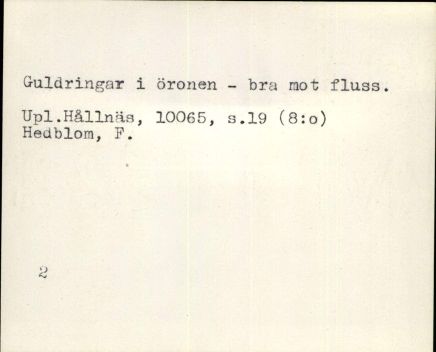 Guldringar i öronen - bra mot fluss.
Upl.Hållnäs, 10065, s.19 (8:o)
Hedblom, F.
2